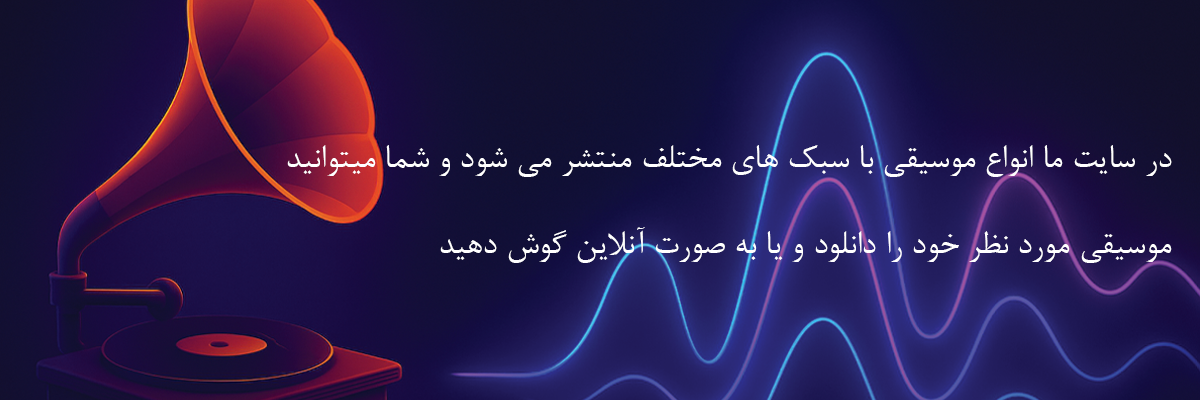 در سایت ما انواع موسیقی با سبک های مختلف منتشر می شود و شما میتوانید
موسیقی مورد نظر خود را دانلود و یا به صورت آنلاین گوش دهید